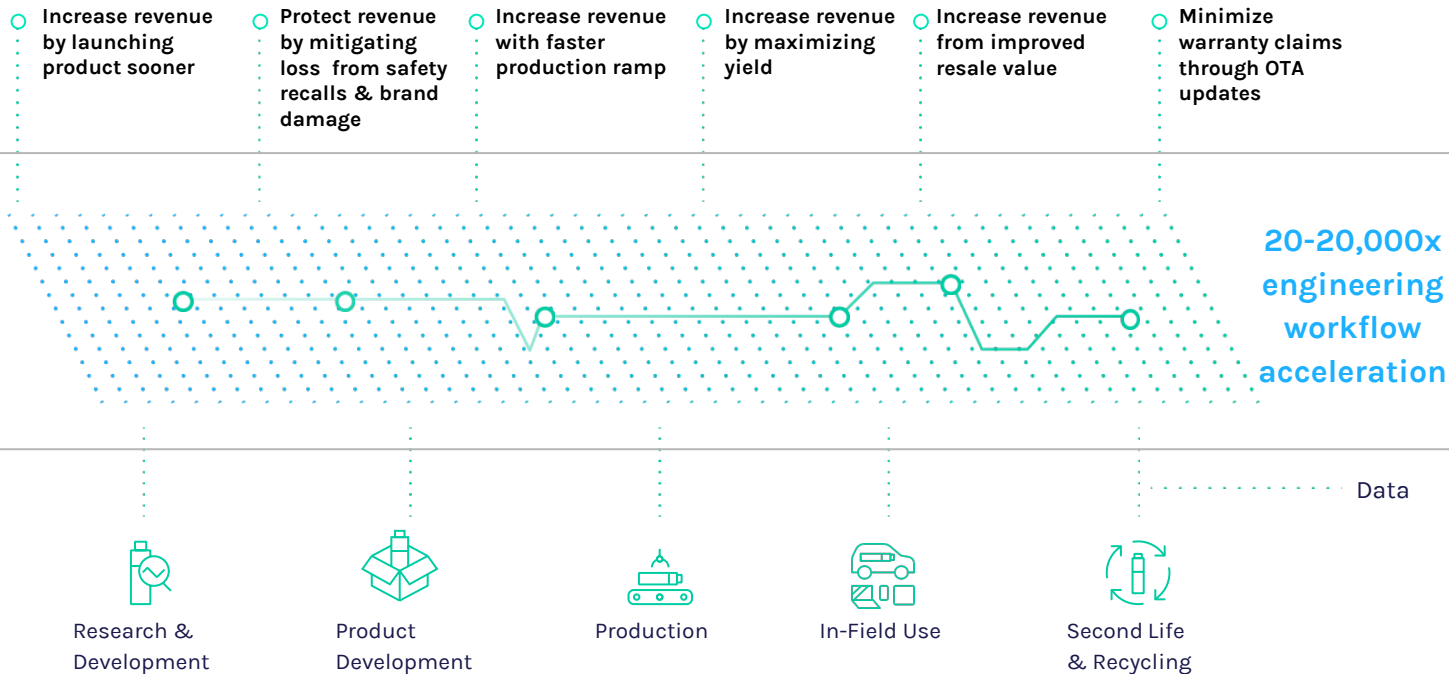 Increase revenue
by launching
product sooner
Protect revenue
by mitigating
loss from safety
recalls & brand
damage
Increase revenue
with faster
production ramp
Increase revenue
by maximizing
yield
Increase revenue
from improved
resale value
Minimize
warranty claims
through OTA
updates
20-20,000x
engineering
workflow
acceleration
Data
Research &
Development
Product
Development
Production
In-Field Use
Second Life
& Recycling